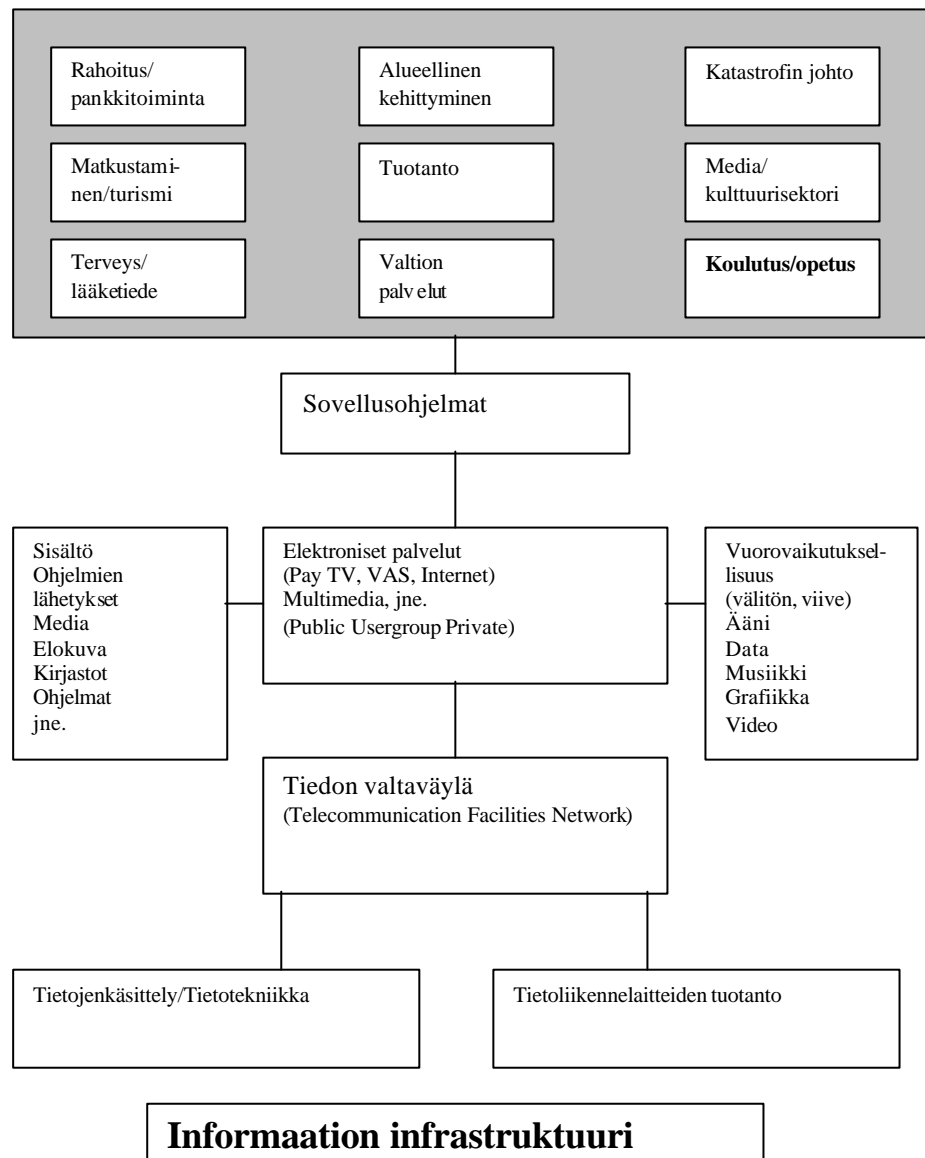 Rahoitus/
pankkitoiminta
Alueellinen
kehittyminen
Katastrofin johto
Matkustami-
nen/turismi
Tuotanto
Media/
kulttuurisektori
Terveys/
lääketiede
Valtion
palvelut
Koulutus/opetus
Sovellusohjelmat
Sisältö
Ohjelmien
lähetykset
Media
Elokuva
Kirjastot
Ohjelmat
jne.
Elektroniset palvelut
(Pay TV, VAS, Internet)
Multimedia, jne.
(Public Usergroup Private)
Vuorovaikutuksel-
lisuus
(välitön, viive)
Ääni
Data
Musiikki
Grafiikka
Video
Tiedon valtaväylä
(Telecommunication Facilities Network)
Tietojenkäsittely/Tietotekniikka
Tietoliikennelaitteiden tuotanto
Informaation infrastruktuuri